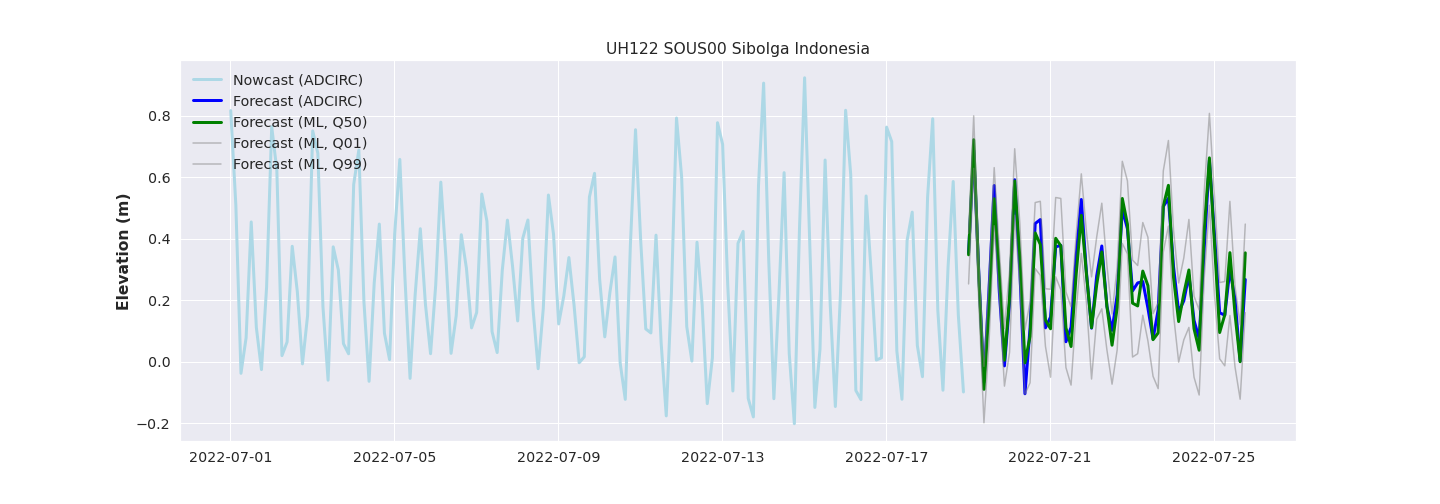 UH122 SOUS00 Sibolga Indonesia
Nowcast (ADCIRC)
Forecast (ADCIRC)
Forecast (ML, Q50)
Forecast (ML, Q01)
Forecast (ML, Q99)
Elevation (m)
0.8
0.6
0.4
0.2
0.0
−0.2
2022-07-01 2022-07-05 2022-07-09 2022-07-13 2022-07-17 2022-07-21 2022-07-25